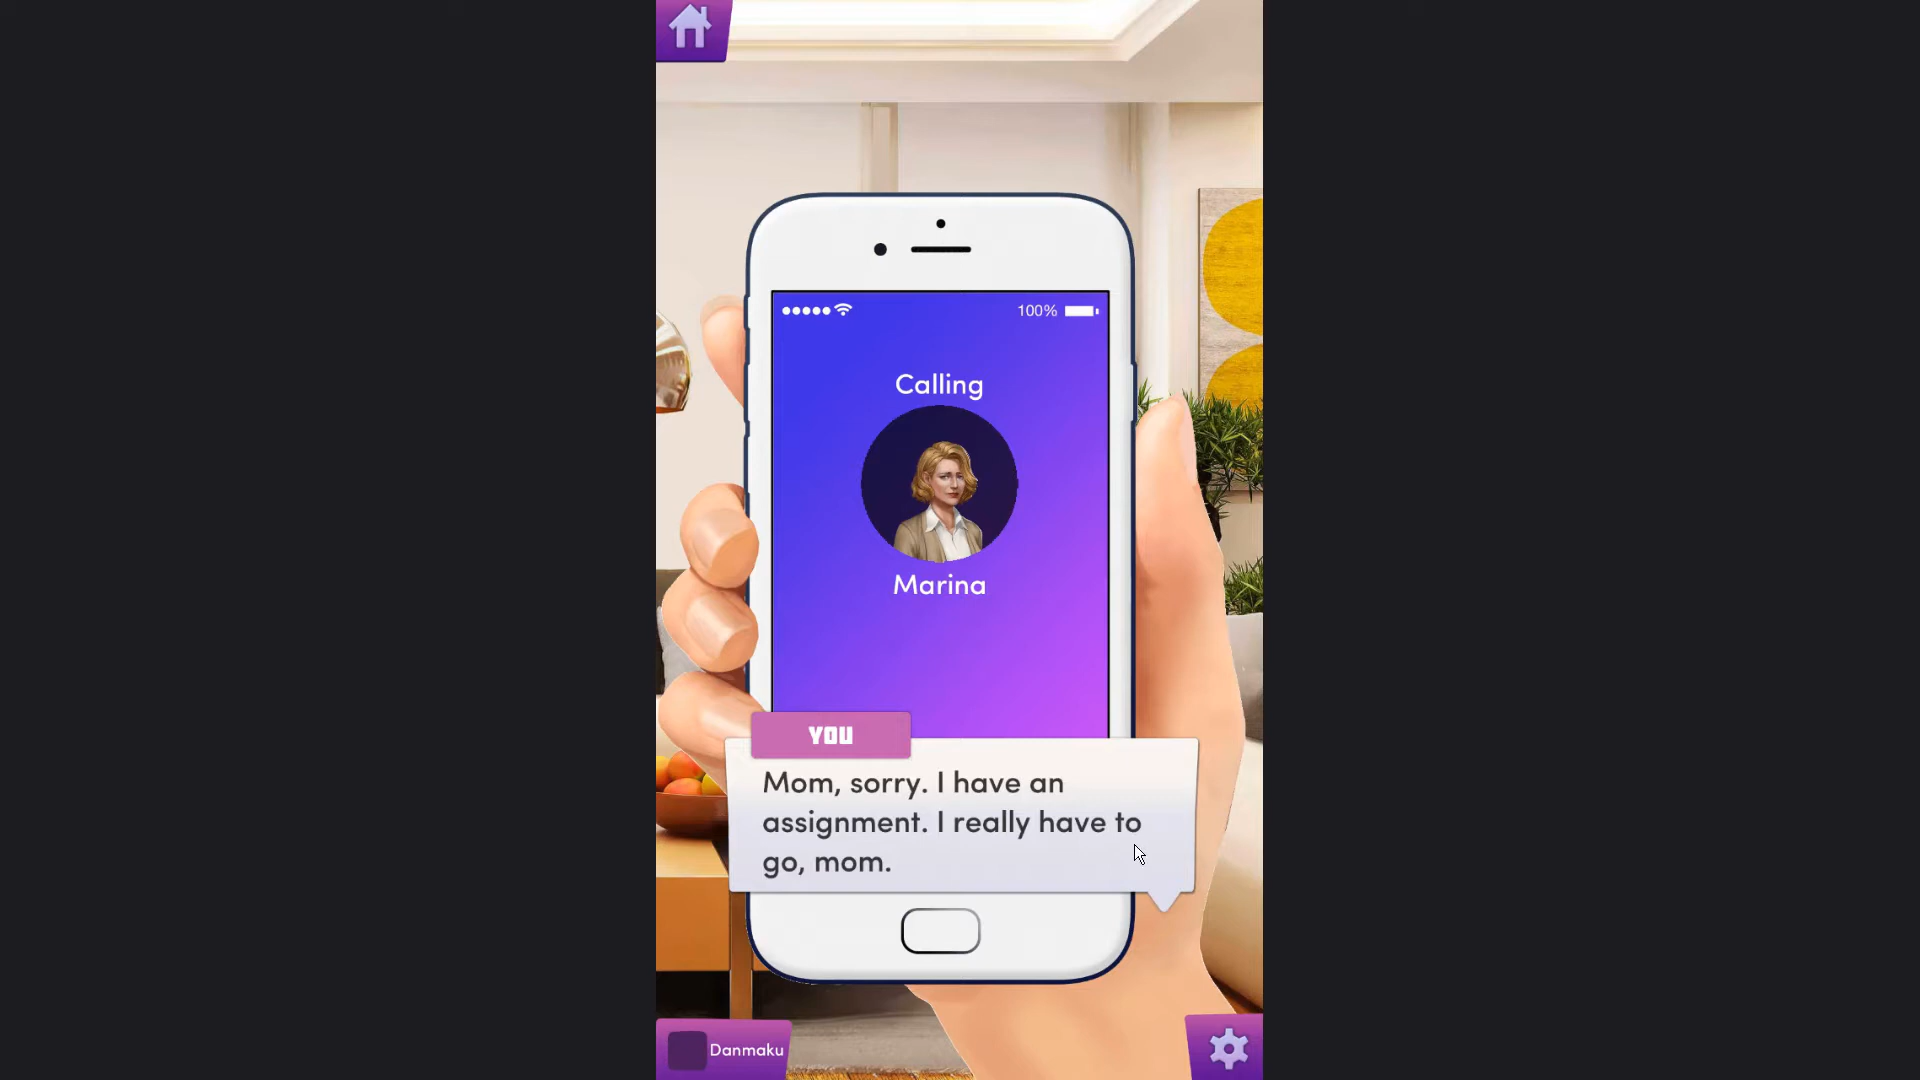 100%
Calling
Marina
YOU
Mom, sorry. I have an
assignment. I really have to
go, mom.
Danmaku